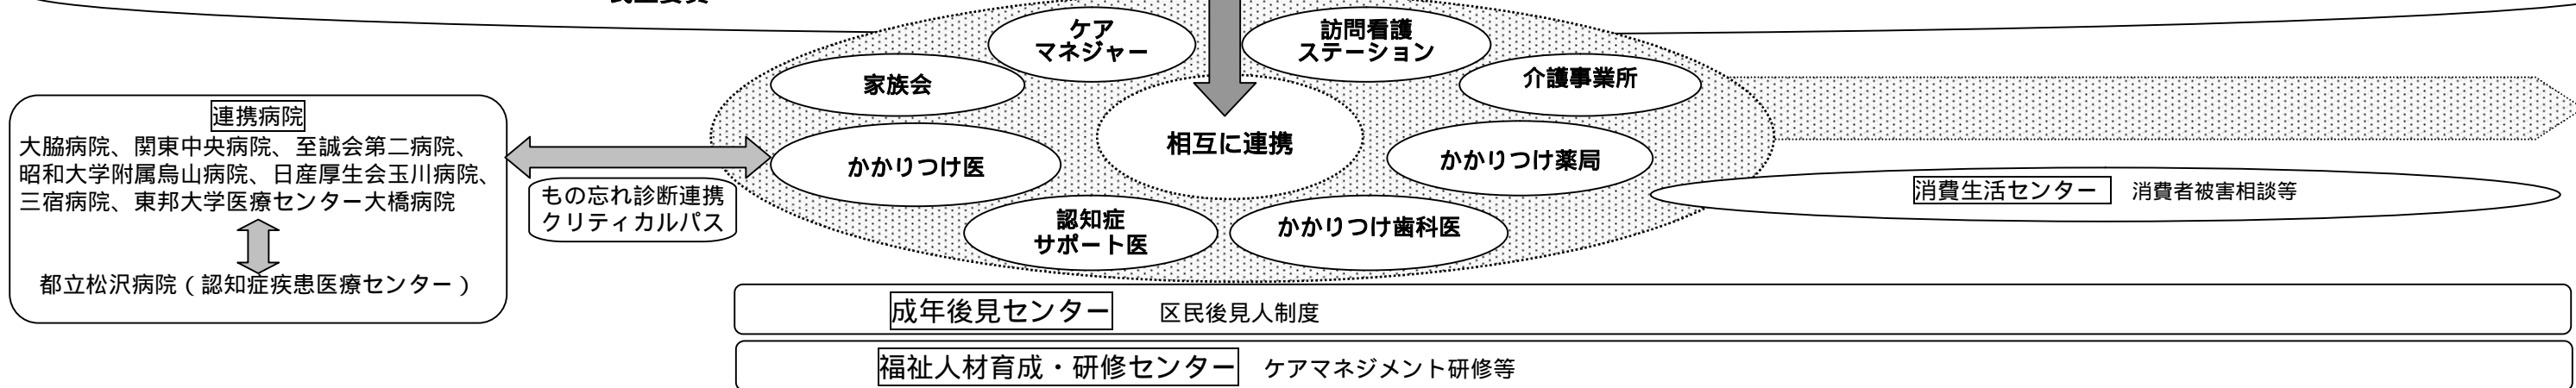 ケア
マネジャー
訪問看護
ステーション
家族会
介護事業所
連携病院
大脇病院、関東中央病院、至誠会第二病院、
昭和大学附属烏山病院、日産厚生会玉川病院、
三宿病院、東邦大学医療センター大橋病院
都立松沢病院（認知症疾患医療センター）
もの忘れ診断連携
クリティカルパス
かかりつけ医
相互に連携
かかりつけ薬局
認知症
サポート医
かかりつけ歯科医
消費生活センター 消費者被害相談等
成年後見センター 区民後見人制度
福祉人材育成・研修センター ケアマネジメント研修等